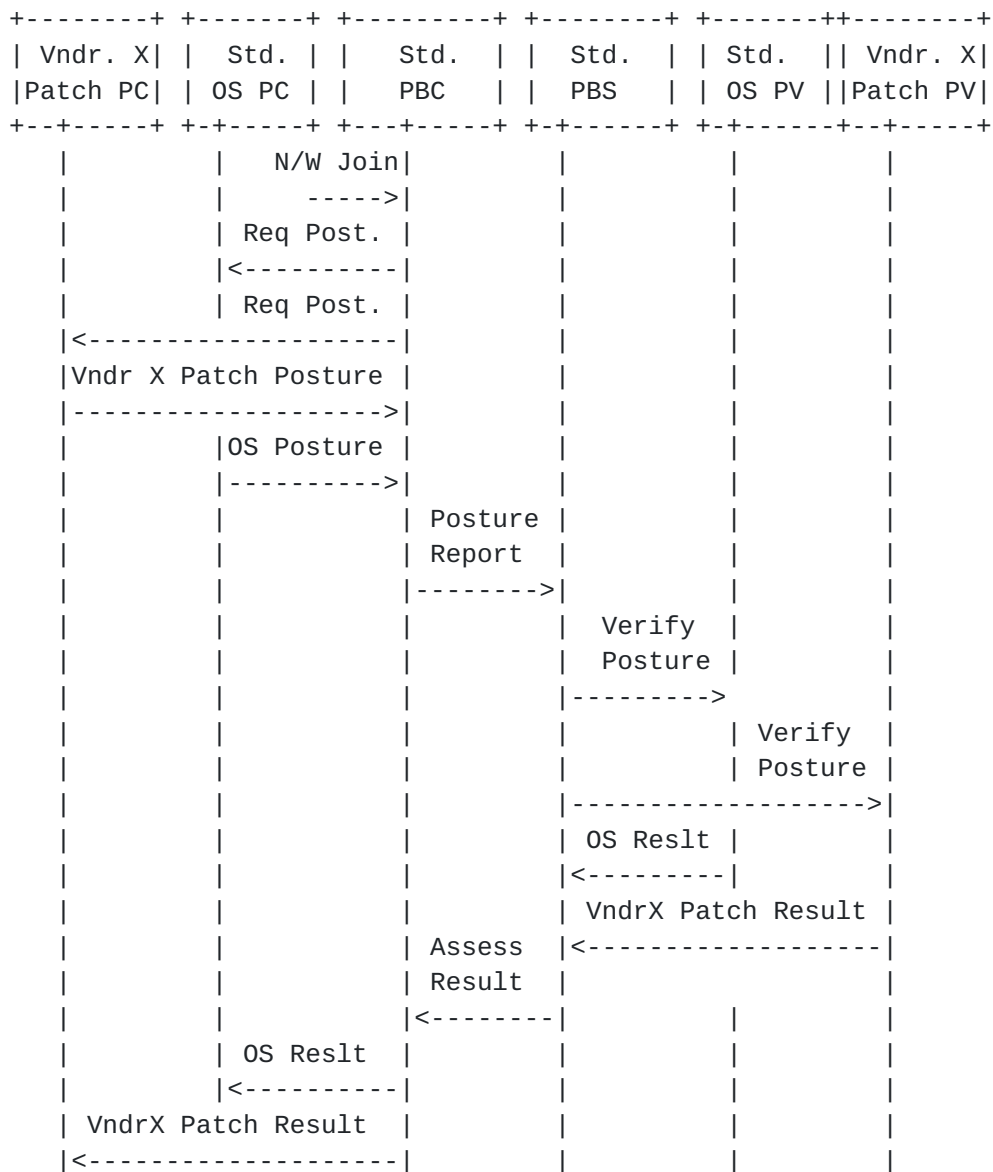 +--------+ +-------+ +---------+ +--------+ +-------++--------+
| Vndr. X| |  Std. | |   Std.  | |  Std.  | | Std.  || Vndr. X|
|Patch PC| | OS PC | |   PBC   | |  PBS   | | OS PV ||Patch PV|
+--+-----+ +-+-----+ +---+-----+ +-+------+ +-+------+--+-----+
   |         |   N/W Join|         |          |         |
   |         |     ----->|         |          |         |
   |         | Req Post. |         |          |         |
   |         |<----------|         |          |         |
   |         | Req Post. |         |          |         |
   |<--------------------|         |          |         |
   |Vndr X Patch Posture |         |          |         |
   |-------------------->|         |          |         |
   |         |OS Posture |         |          |         |
   |         |---------->|         |          |         |
   |         |           | Posture |          |         |
   |         |           | Report  |          |         |
   |         |           |-------->|          |         |
   |         |           |         |  Verify  |         |
   |         |           |         |  Posture |         |
   |         |           |         |--------->          |
   |         |           |         |          | Verify  |
   |         |           |         |          | Posture |
   |         |           |         |------------------->|
   |         |           |         | OS Reslt |         |
   |         |           |         |<---------|         |
   |         |           |         | VndrX Patch Result |
   |         |           | Assess  |<-------------------|
   |         |           | Result  |                    |
   |         |           |<--------|          |         |
   |         | OS Reslt  |         |          |         |
   |         |<----------|         |          |         |
   | VndrX Patch Result  |         |          |         |
   |<--------------------|         |          |         |